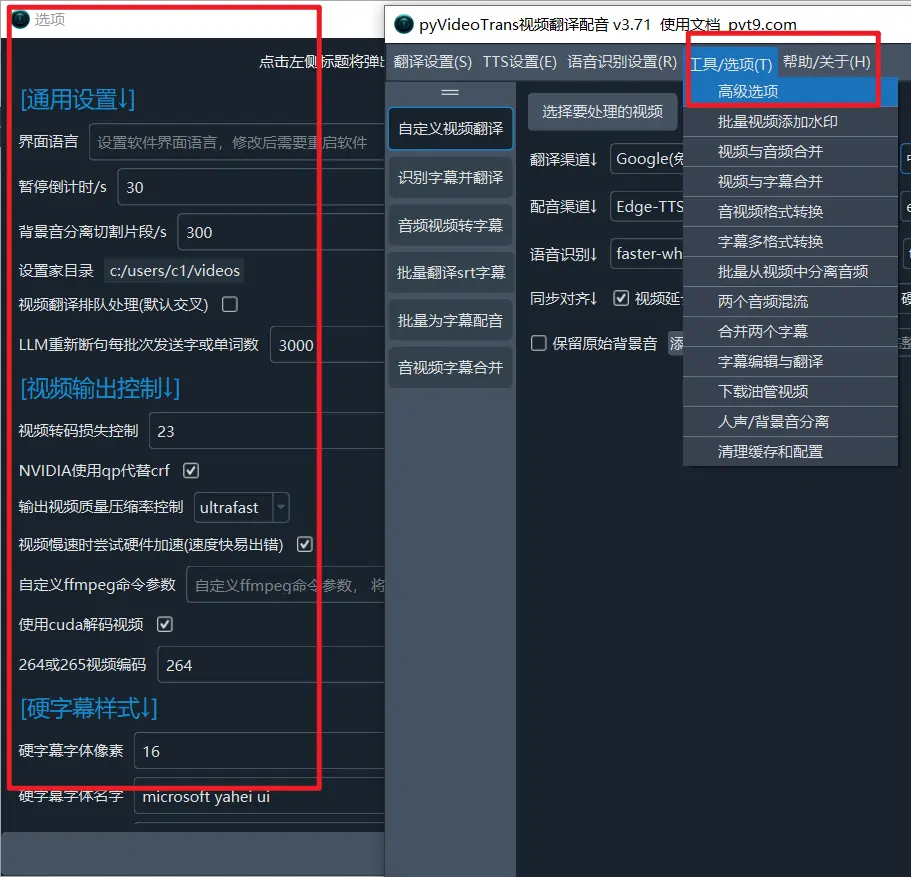 选项
点击左侧标题将弹出
[通用设置↓]
界面语言 设置软件界面语言，修改后需要重启软件
暂停倒计时/s 30
背景音分离切割片段/s 300
设置家目录 c:/users/c1/videos
视频翻译排队处理(默认交叉)
LLM重新断句每批次发送字或单词数 3000
[视频输出控制↓]
视频转码损失控制 23
NVIDIA使用qp代替crf
输出视频质量压缩率控制 ultrafast
视频慢速时尝试硬件加速(速度快易出错)
自定义ffmpeg命令参数 自定义ffmpeg命令参数，将
使用cuda解码视频
264或265视频编码 264
[硬字幕样式↓]
硬字幕字体像素 16
硬字幕字体名字 microsoft yahei ui
pyVideoTrans视频翻译配音 v3.71 使用文档 pvt9.com
翻译设置(S) TTS设置(E) 语音识别设置(R) 工具/选项(T) 帮助/关于(H)
自定义视频翻译
识别字幕并翻译
音频视频转字幕
批量翻译srt字幕
批量为字幕配音
音视频字幕合并
选择要处理的视频
翻译渠道↓ Google(免
配音渠道↓ Edge-TTS
语音识别↓ faster-wh
同步对齐↓ 视频延
保留原始背景音 添
高级选项
批量视频添加水印
视频与音频合并
视频与字幕合并
音视频格式转换
字幕多格式转换
批量从视频中分离音频
两个音频混流
合并两个字幕
字幕编辑与翻译
下载油管视频
人声/背景音分离
清理缓存和配置